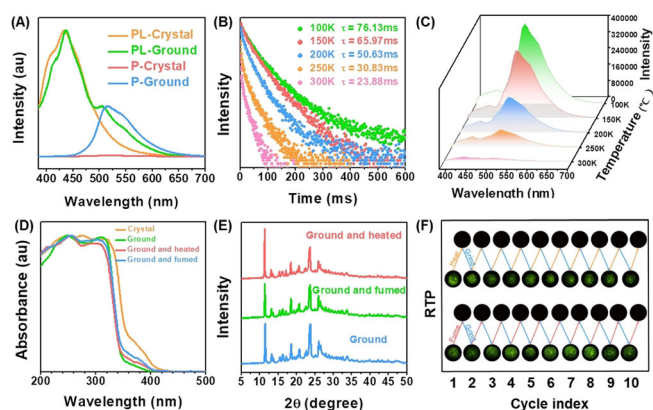 (A)
PL-Crystal
PL-Ground
P-Crystal
P-Ground
Intensity (au)
400 450 500 550 600 650 700
Wavelength (nm)
(B)
100K τ = 76.13ms
150K τ = 65.97ms
200K τ = 50.63ms
250K τ = 30.83ms
300K τ = 23.88ms
Intensity
0 100 200 300 400 500 600
Time (ms)
(C)
400000
320000
240000
160000
80000
0
Intensity
100K
150K
200K
250K
300K
Temperature (℃)
400 450 500 550 600 650 700
Wavelength (nm)
(D)
Crystal
Ground
Ground and heated
Ground and fumed
Absorbance (au)
200 300 400 500
Wavelength (nm)
(E)
Ground and heated
Ground and fumed
Ground
Intensity
5 10 15 20 25 30 35 40 45 50
2θ (degree)
(F)
RTP
Heat
Grind
Fume
Grind
1 2 3 4 5 6 7 8 9 10
Cycle index